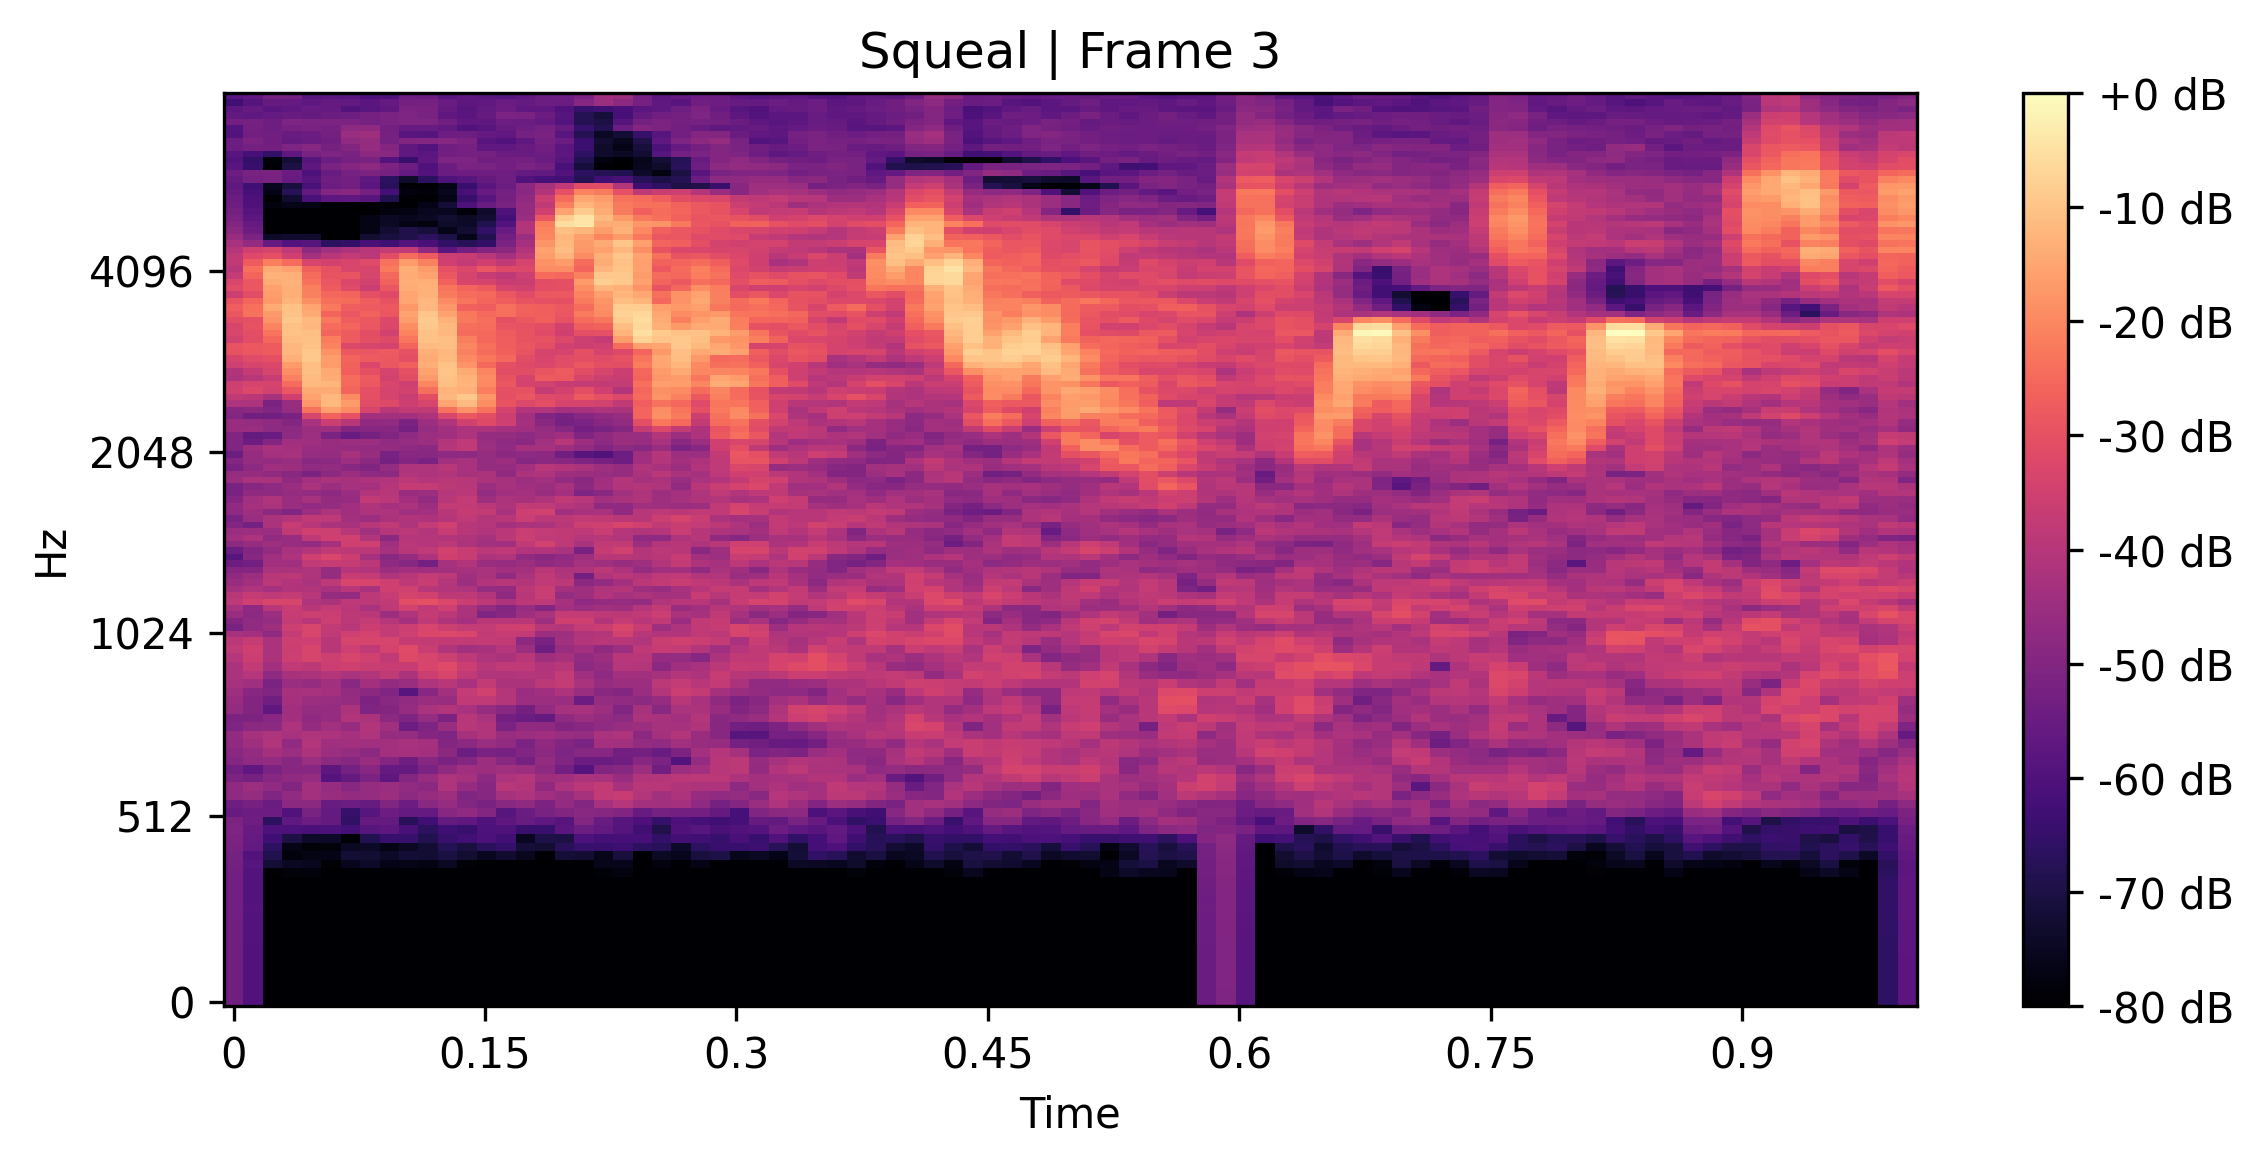 Squeal | Frame 3
+0 dB
-10 dB
-20 dB
-30 dB
-40 dB
-50 dB
-60 dB
-70 dB
-80 dB
Hz
4096
2048
1024
512
0
0 0.15 0.3 0.45 0.6 0.75 0.9
Time